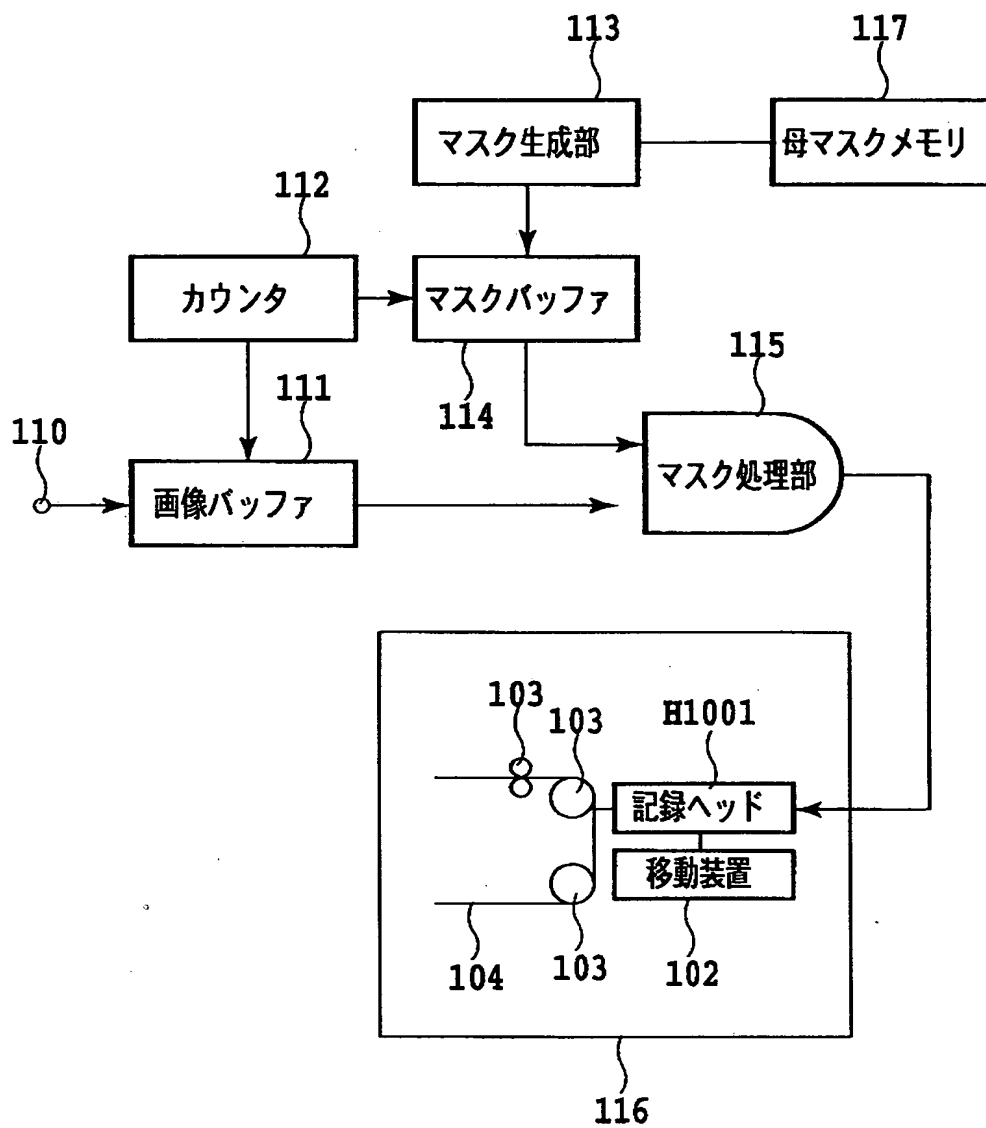 113
117
マスク生成部
母マスクメモリ
112
カウンタ
マスクバッファ
111
114
115
110
画像バッファ
マスク処理部
103
103
H1001
記録ヘッド
移動装置
104
103
102
116